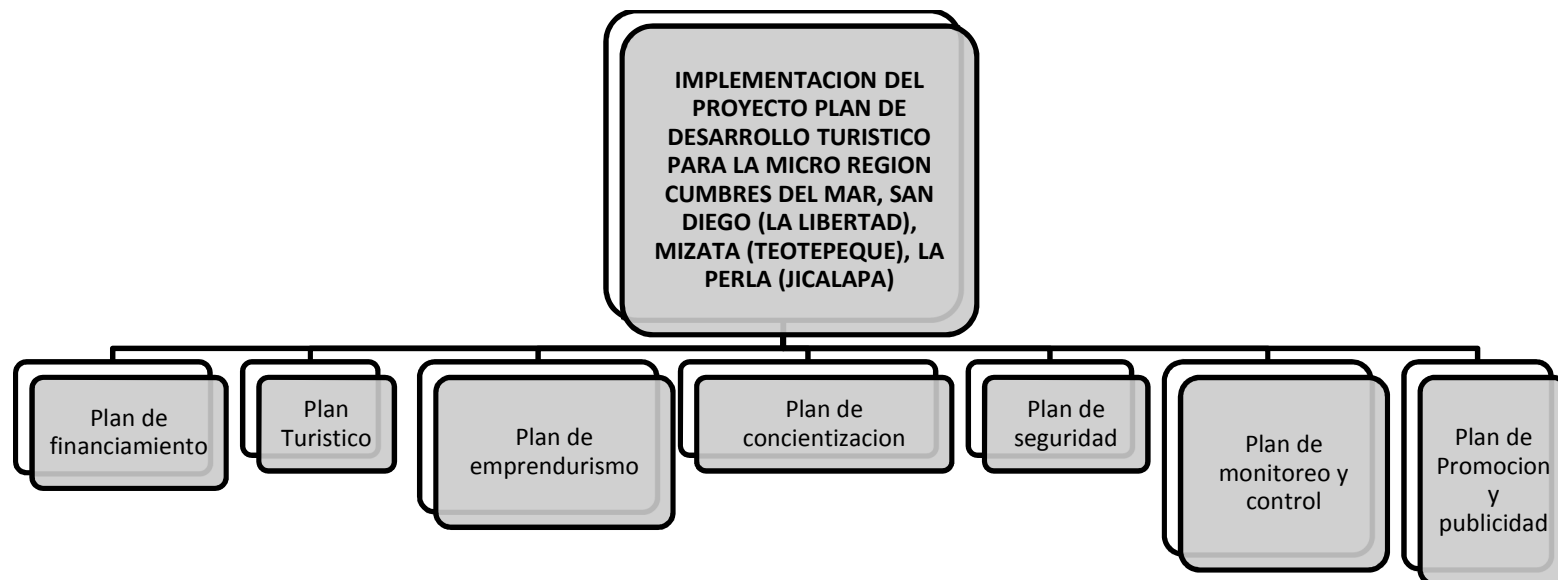 IMPLEMENTACION DEL
PROYECTO PLAN DE
DESARROLLO TURISTICO
PARA LA MICRO REGION
CUMBRES DEL MAR, SAN
DIEGO (LA LIBERTAD),
MIZATA (TEOTEPEQUE), LA
PERLA (JICALAPA)
Plan de
financiamiento
Plan
Turistico
Plan de
emprendurismo
Plan de
concientizacion
Plan de
seguridad
Plan de
monitoreo y
control
Plan de
Promocion
y
publicidad